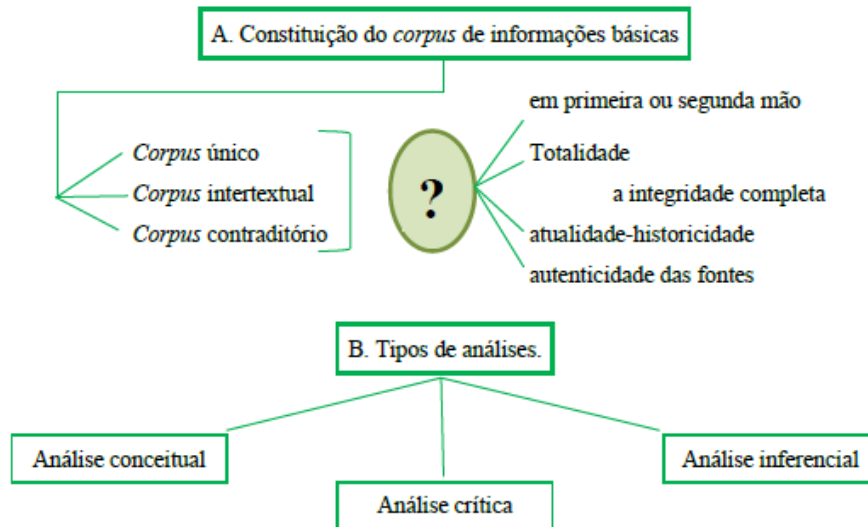 A. Constituição do corpus de informações básicas
em primeira ou segunda mão
Corpus único
Totalidade
Corpus intertextual
?
a integridade completa
Corpus contraditório
atualidade-historicidade
autenticidade das fontes
B. Tipos de análises.
Análise conceitual
Análise inferencial
Análise crítica